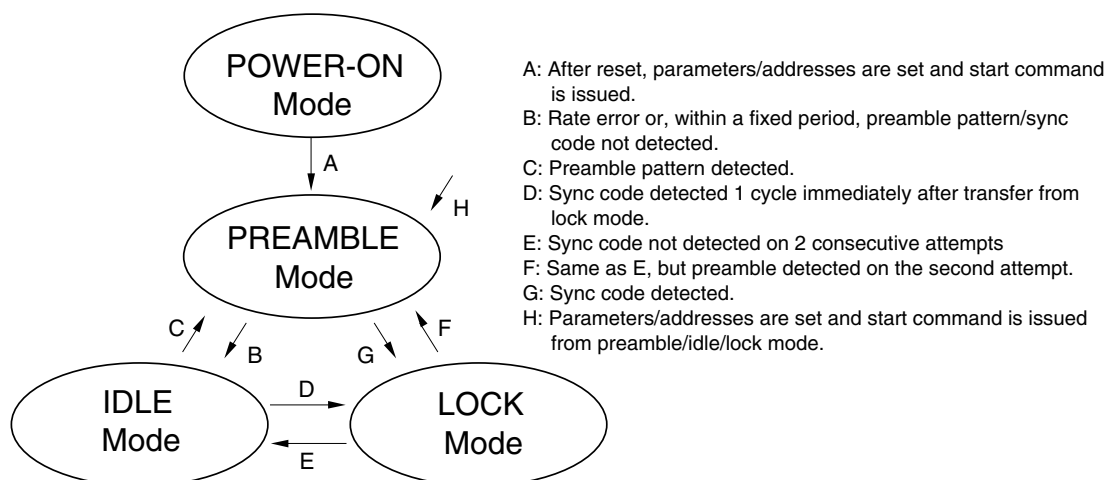 POWER-ON
Mode
A
H
PREAMBLE
Mode
C
B
G
F
IDLE
Mode
D
E
LOCK
Mode
A: After reset, parameters/addresses are set and start command
is issued.
B: Rate error or, within a fixed period, preamble pattern/sync
code not detected.
C: Preamble pattern detected.
D: Sync code detected 1 cycle immediately after transfer from
lock mode.
E: Sync code not detected on 2 consecutive attempts
F: Same as E, but preamble detected on the second attempt.
G: Sync code detected.
H: Parameters/addresses are set and start command is issued
from preamble/idle/lock mode.